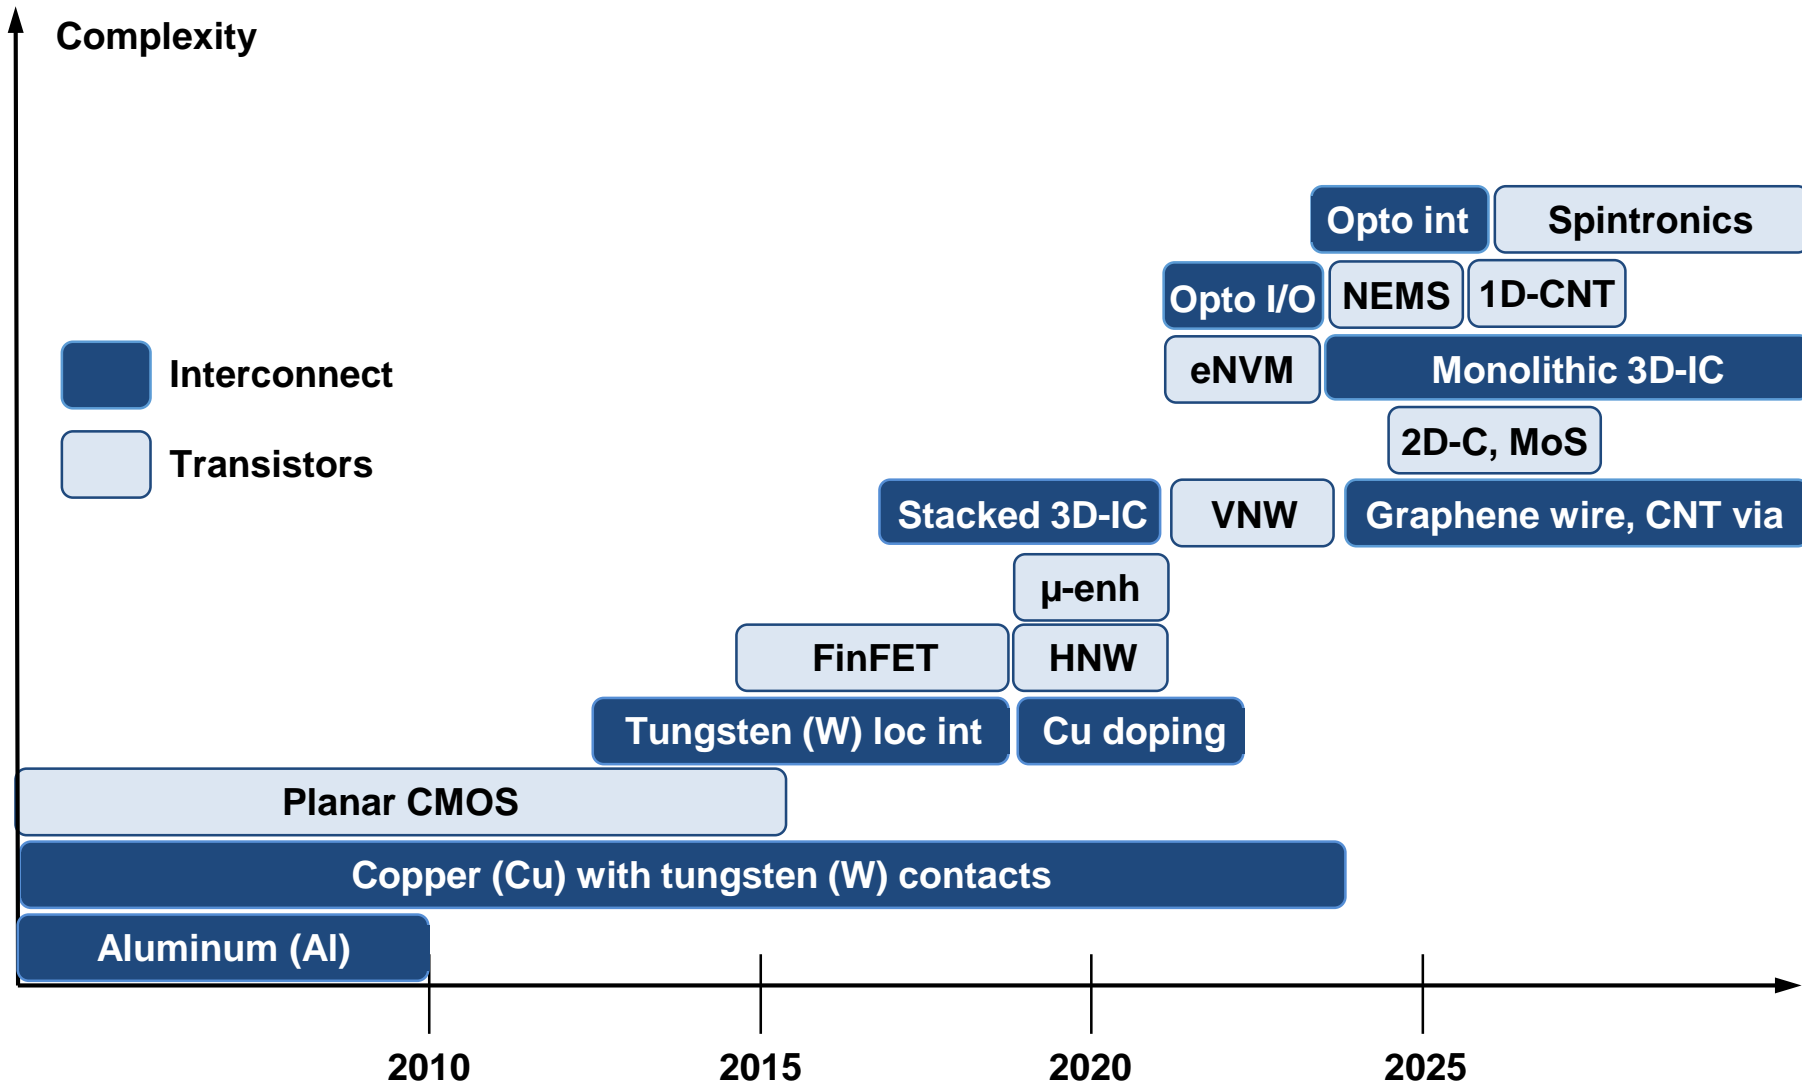 Complexity
Opto int
Spintronics
Opto I/O
NEMS
1D-CNT
Interconnect
eNVM
Monolithic 3D-IC
Transistors
2D-C, MoS
Stacked 3D-IC
VNW
Graphene wire, CNT via
µ-enh
FinFET
HNW
Tungsten (W) loc int
Cu doping
Planar CMOS
Copper (Cu) with tungsten (W) contacts
Aluminum (Al)
2010
2015
2020
2025